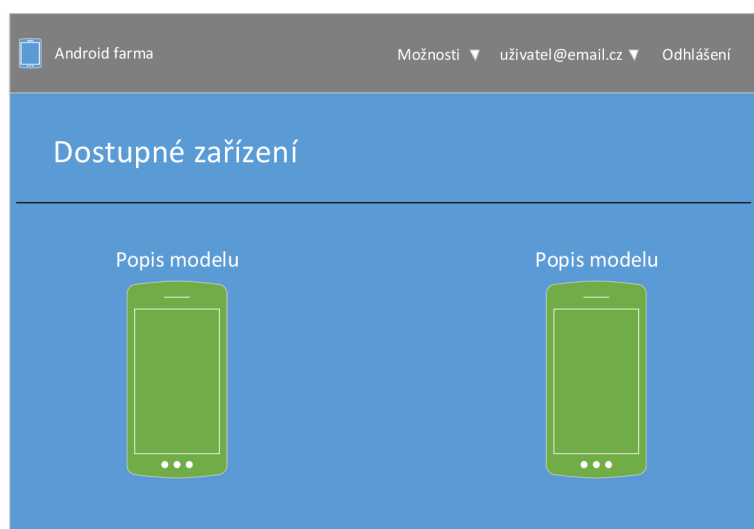 Android farma
Možnosti ▼ uživatel@email.cz ▼ Odhlášení
Dostupné zařízení
Popis modelu
Popis modelu